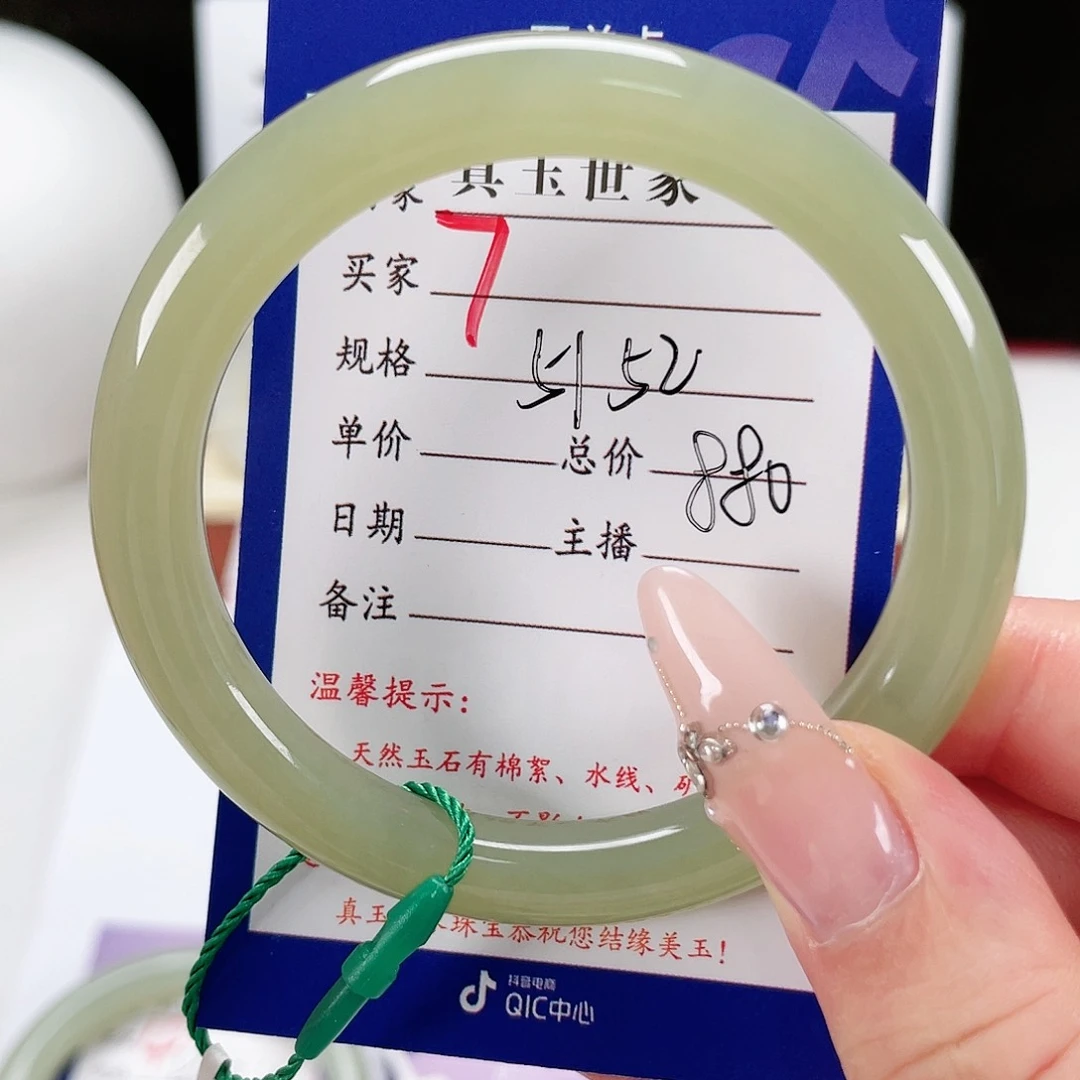 真玉世家
买家 7
规格 51 52
单价 总价 880
日期 主播
备注
温馨提示：
天然玉石有棉絮、水线、
珠宝恭祝您结缘美玉！
抖音电商
QIC中心